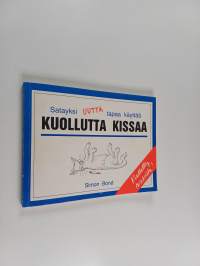 Satayksi UUTTA tapaa käyttää
KUOLLUTTA KISSAA
Simon Bond